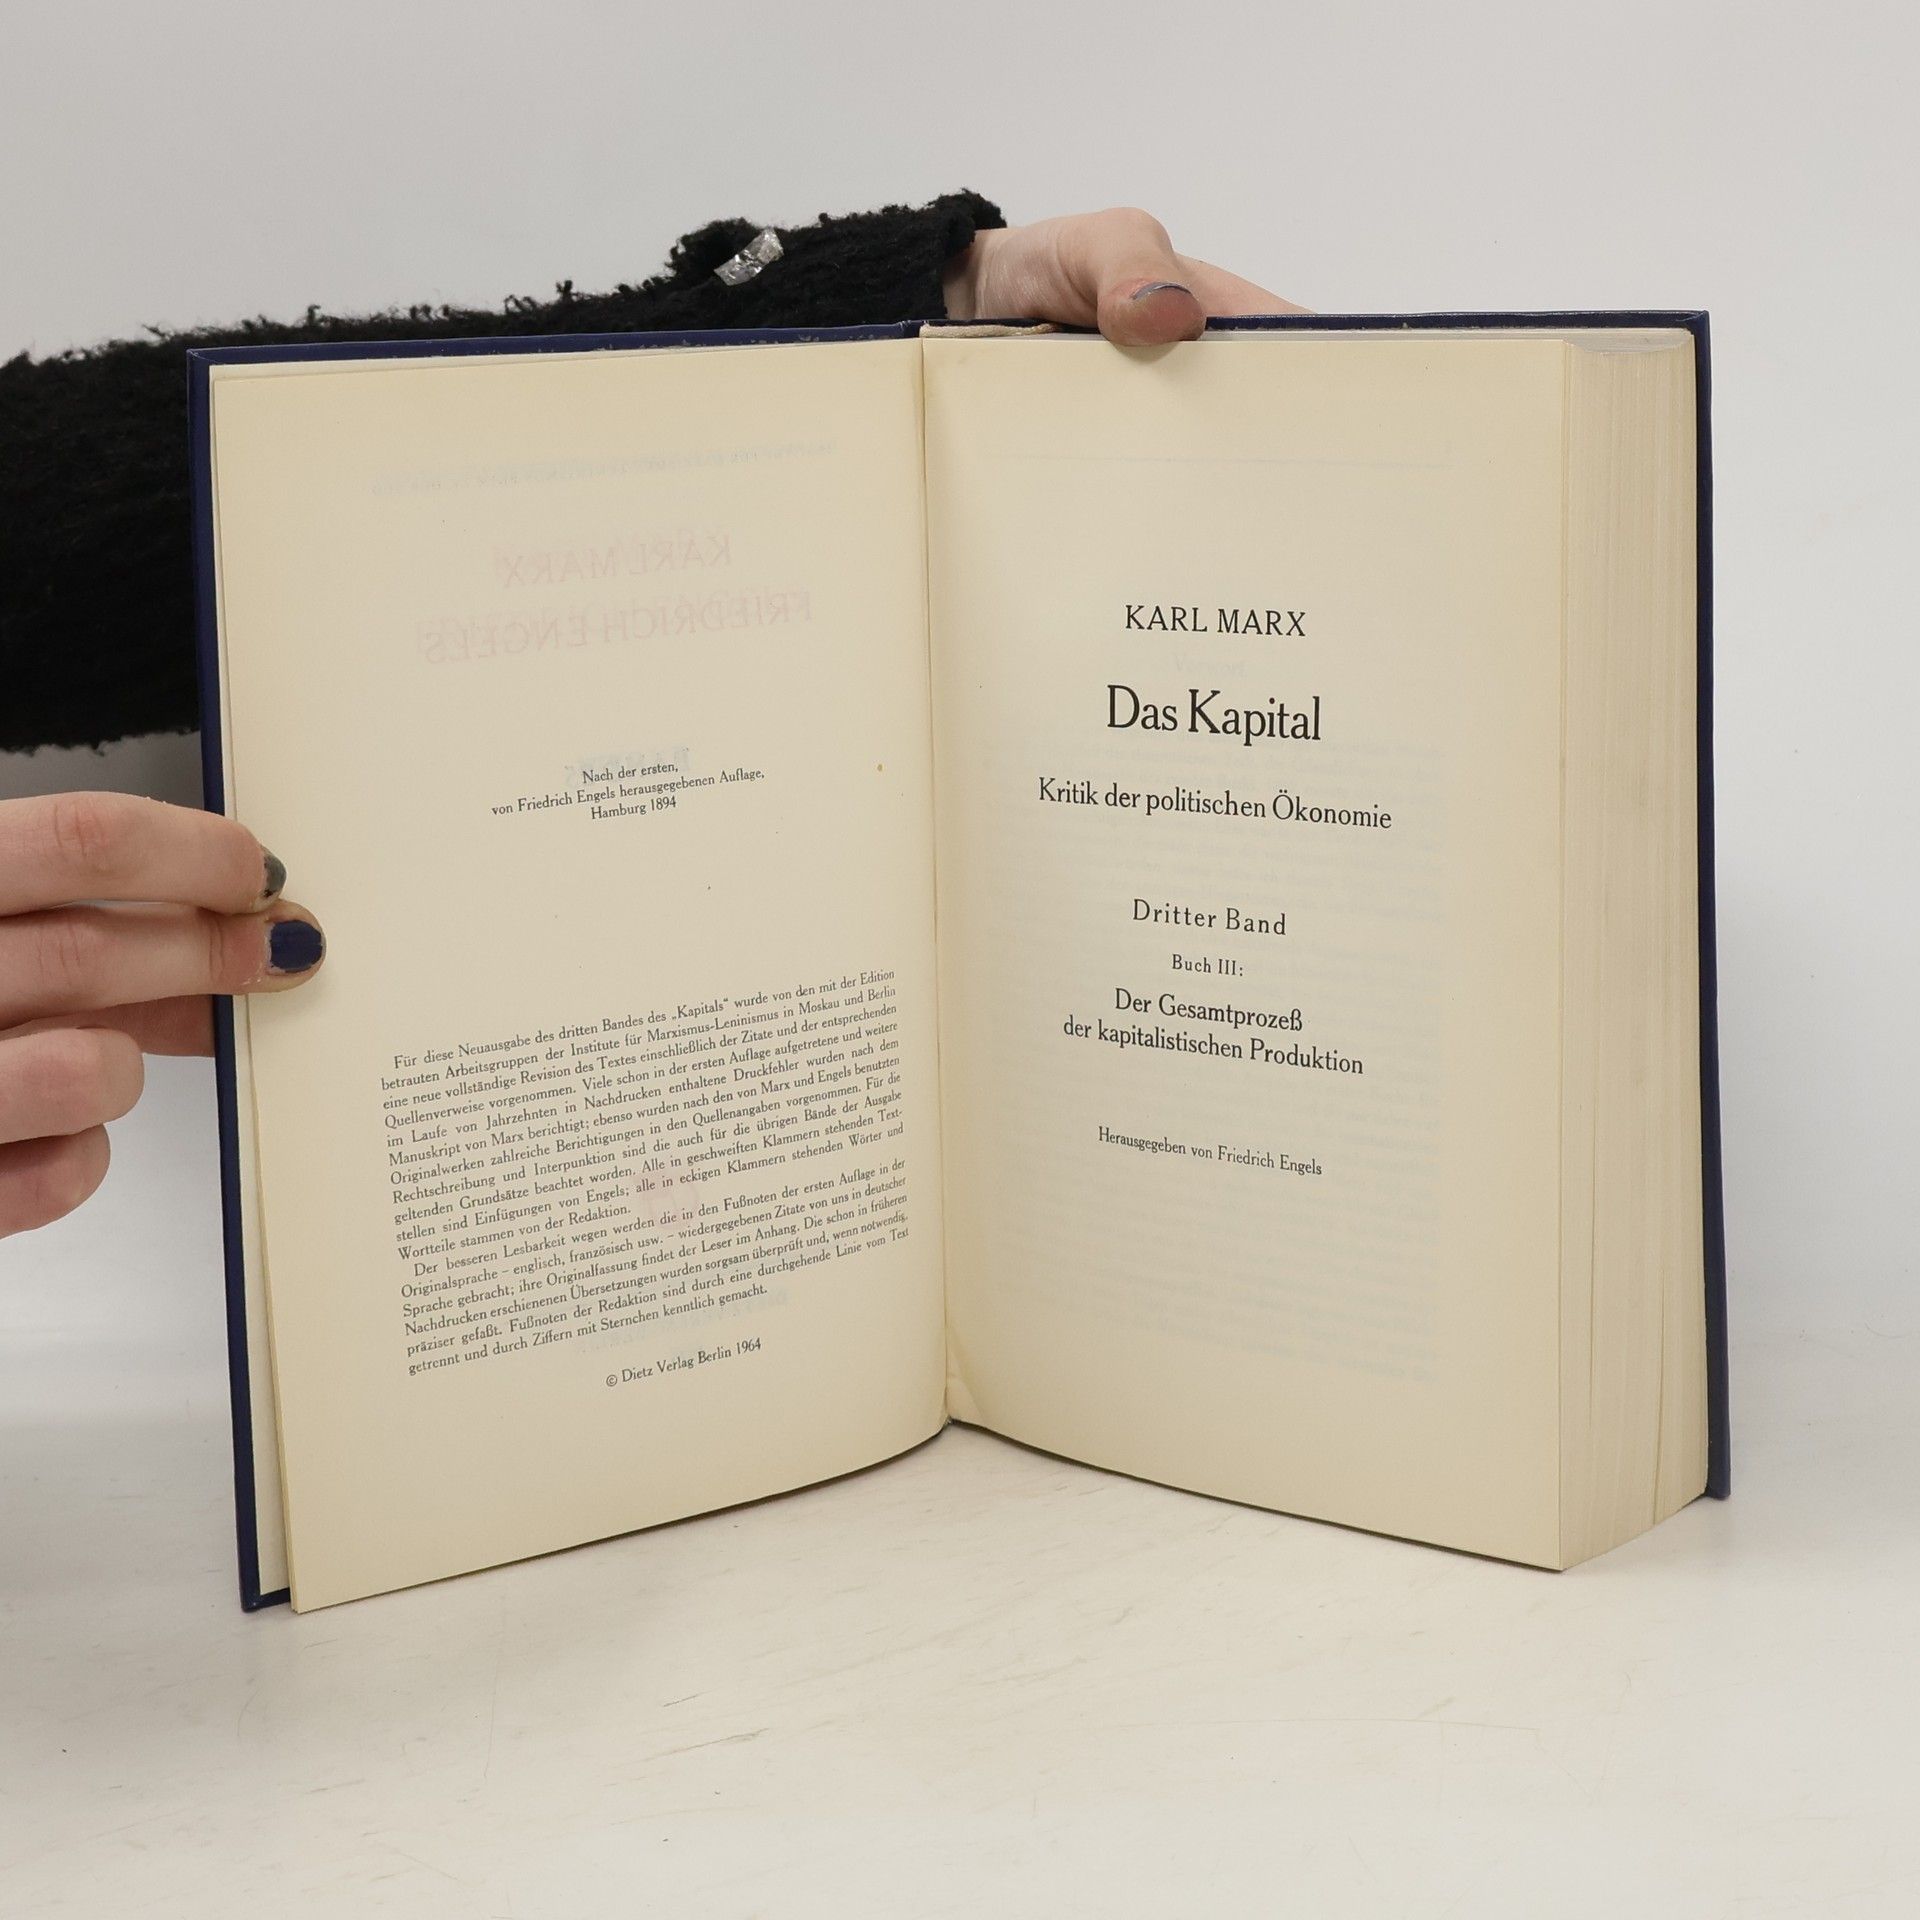 Nach der ersten,
von Friedrich Engels herausgegebenen Auflage,
Hamburg 1894
Für diese Neuausgabe des dritten Bandes des „Kapitals“ wurde von den mit der Edition
betrauten Arbeitsgruppen der Institute für Marxismus-Leninismus in Moskau und Berlin
eine neue vollständige Revision des Textes einschließlich der Zitate und der entsprechenden
Quellenverweise vorgenommen. Viele schon in der ersten Auflage aufgetretene und weitere
im Laufe von Jahrzehnten in Nachdrucken enthaltene Druckfehler wurden nach dem
Manuskript von Marx berichtigt; ebenso wurden nach den von Marx und Engels benutzten
Originalwerken zahlreiche Berichtigungen in den Quellenangaben vorgenommen. Für die
Rechtschreibung und Interpunktion sind die auch für die übrigen Bände der Ausgabe
geltenden Grundsätze beachtet worden. Alle in geschweiften Klammern stehenden Text-
stellen sind Einfügungen von Engels; alle in eckigen Klammern stehenden Wörter und
Wortteile stammen von der Redaktion.
Der besseren Lesbarkeit wegen werden die in den Fußnoten der ersten Auflage in der
Originalsprache – englisch, französisch usw. – wiedergegebenen Zitate von uns in deutscher
Sprache gebracht; ihre Originalfassung findet der Leser im Anhang. Die schon in früheren
Nachdrucken erschienenen Übersetzungen wurden sorgsam überprüft und, wenn notwendig,
präziser gefaßt. Fußnoten der Redaktion sind durch eine durchgehende Linie vom Text
getrennt und durch Ziffern mit Sternchen kenntlich gemacht.
© Dietz Verlag Berlin 1964
KARL MARX
Das Kapital
Kritik der politischen Ökonomie
Dritter Band
Buch III:
Der Gesamtprozeß
der kapitalistischen Produktion
Herausgegeben von Friedrich Engels
KARL MARX
FRIEDRICH ENGELS